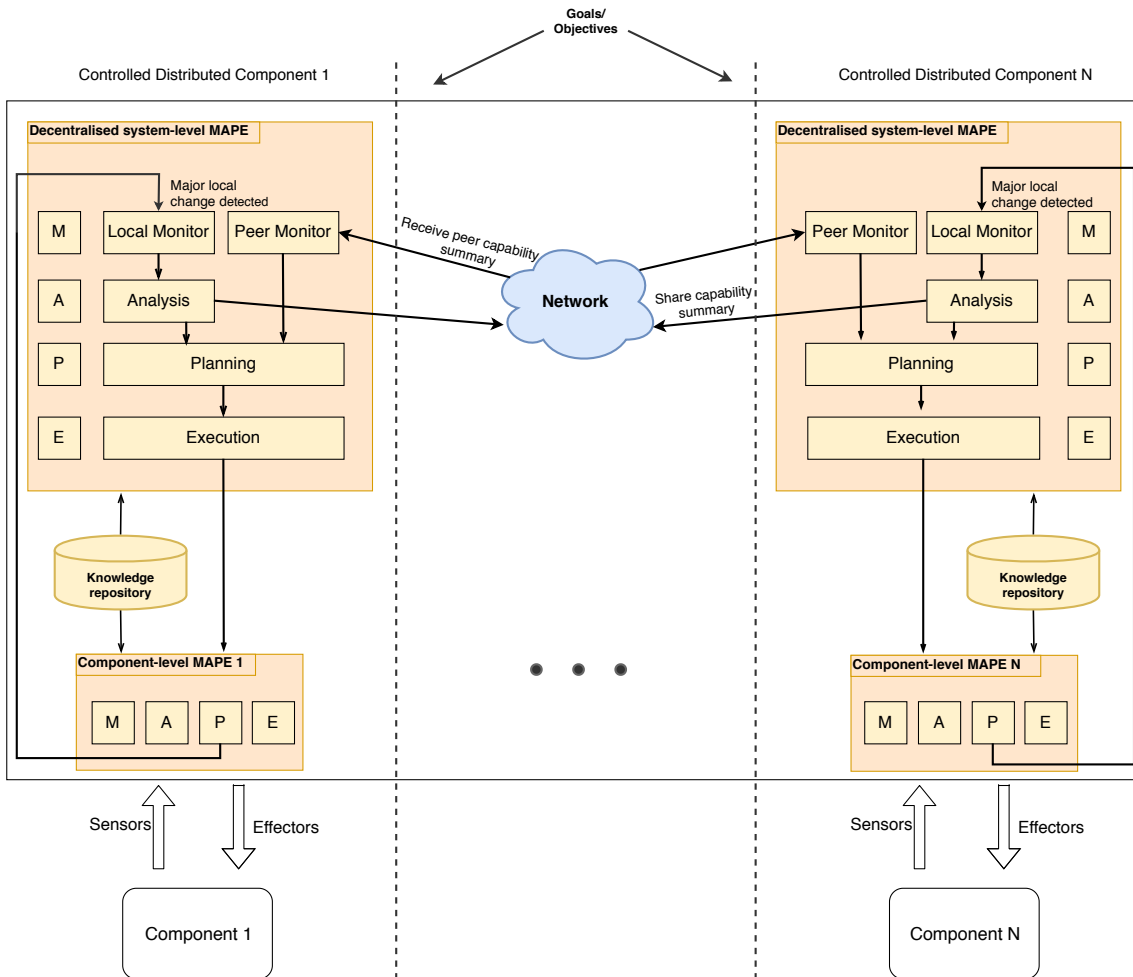 Goals/
Objectives
Controlled Distributed Component 1
Controlled Distributed Component N
Decentralised system-level MAPE
Major local
change detected
M
Local Monitor
Peer Monitor
A
Analysis
P
Planning
E
Execution
Receive peer capability
summary
Network
Share capability
summary
Decentralised system-level MAPE
Major local
change detected
Peer Monitor
Local Monitor
M
Analysis
A
Planning
P
Execution
E
Knowledge
repository
Knowledge
repository
Component-level MAPE 1
M
A
P
E
Component-level MAPE N
M
A
P
E
Sensors
Effectors
Sensors
Effectors
Component 1
Component N